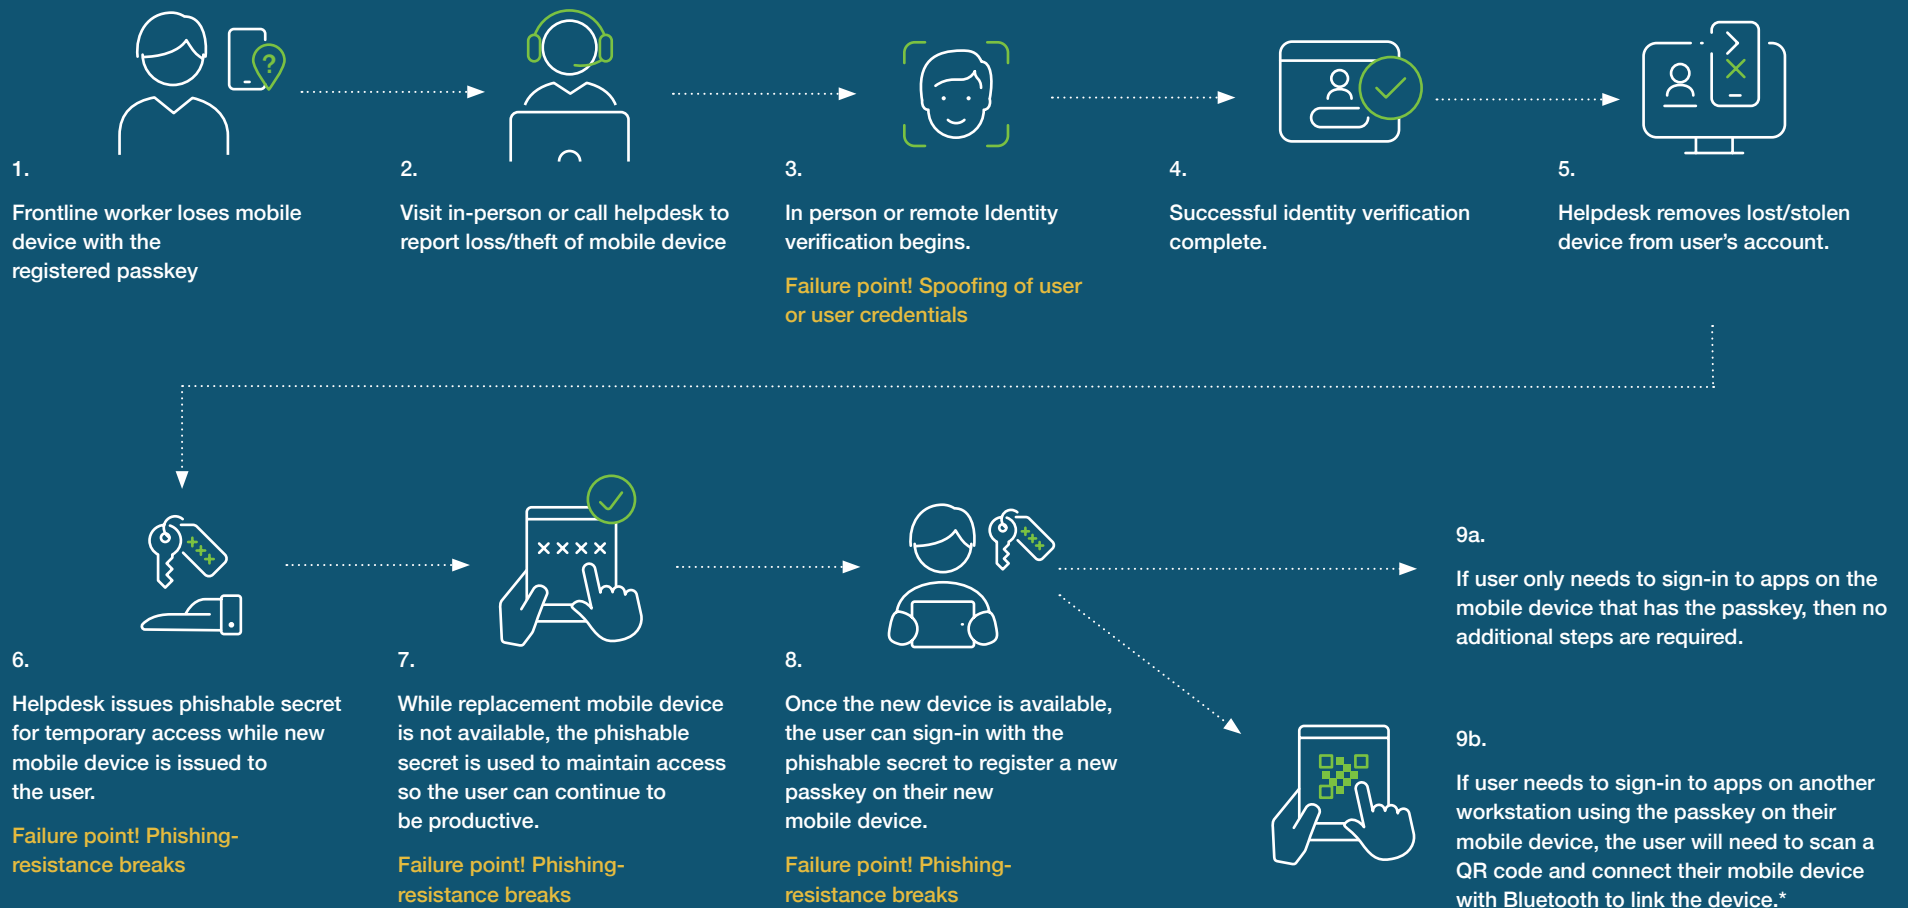 1.
Frontline worker loses mobile
device with the
registered passkey
2.
Visit in-person or call helpdesk to
report loss/theft of mobile device
3.
In person or remote Identity
verification begins.
Failure point! Spoofing of user
or user credentials
4.
Successful identity verification
complete.
5.
Helpdesk removes lost/stolen
device from user’s account.
6.
Helpdesk issues phishable secret
for temporary access while new
mobile device is issued to
the user.
Failure point! Phishing-
resistance breaks
7.
While replacement mobile device
is not available, the phishable
secret is used to maintain access
so the user can continue to
be productive.
Failure point! Phishing-
resistance breaks
8.
Once the new device is available,
the user can sign-in with the
phishable secret to register a new
passkey on their new
mobile device.
Failure point! Phishing-
resistance breaks
9a.
If user only needs to sign-in to apps on the
mobile device that has the passkey, then no
additional steps are required.
9b.
If user needs to sign-in to apps on another
workstation using the passkey on their
mobile device, the user will need to scan a
QR code and connect their mobile device
with Bluetooth to link the device.*